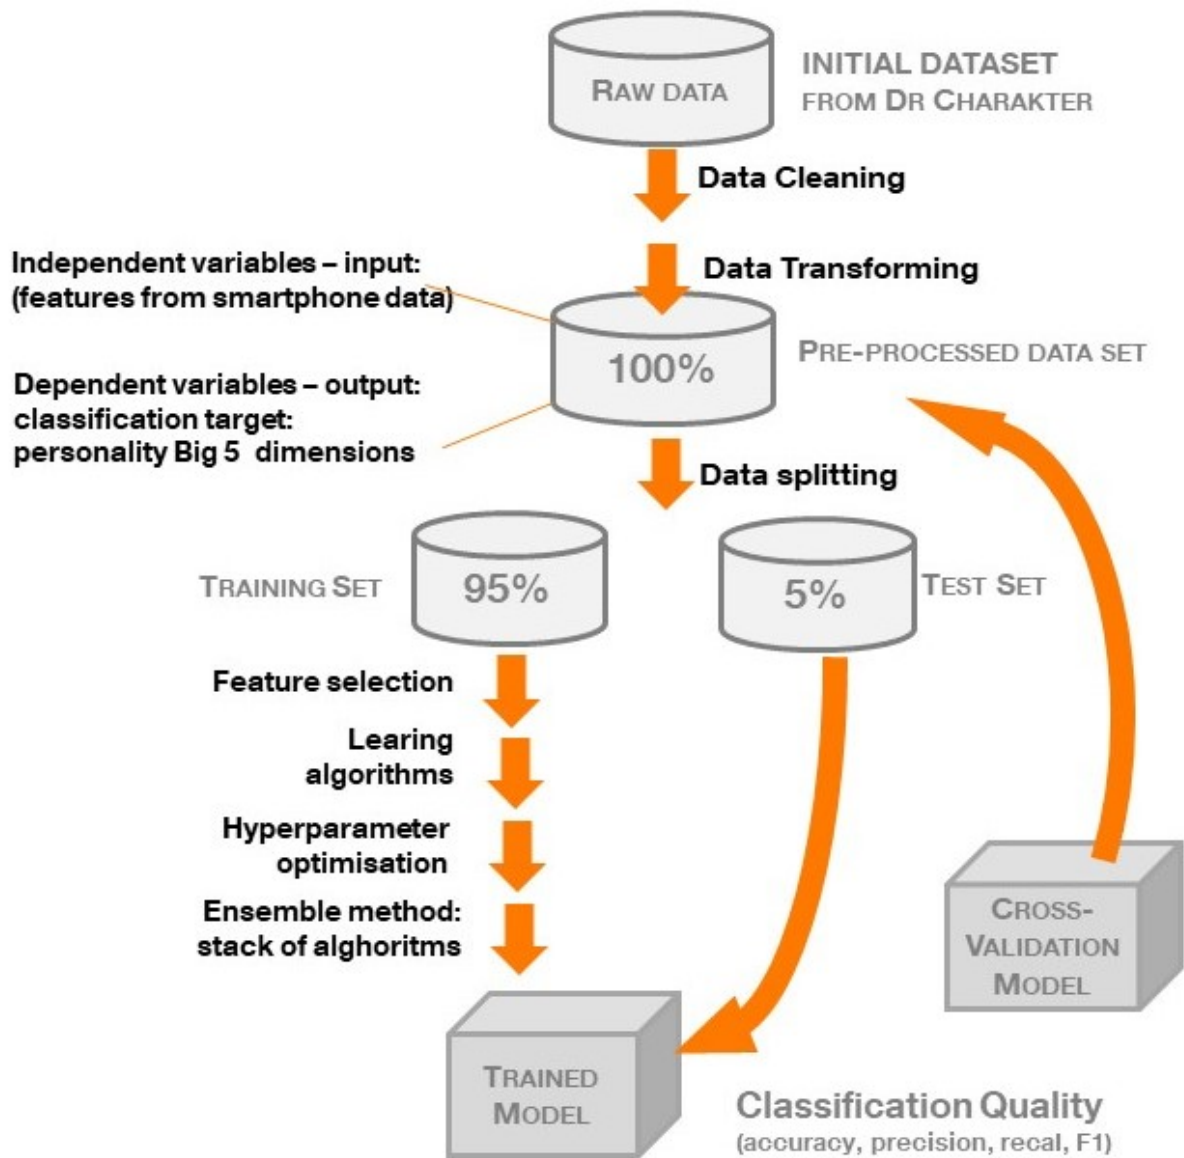 RAW DATA
INITIAL DATASET
FROM DR CHARAKTER
Data Cleaning
Independent variables – input:
(features from smartphone data)
Data Transforming
100%
PRE-PROCESSED DATA SET
Dependent variables – output:
classification target:
personality Big 5 dimensions
Data splitting
TRAINING SET
95%
5%
TEST SET
Feature selection
Learing
algorithms
Hyperparameter
optimisation
Ensemble method:
stack of alghoritms
CROSS-
VALIDATION
MODEL
TRAINED
MODEL
Classification Quality
(accuracy, precision, recal, F1)